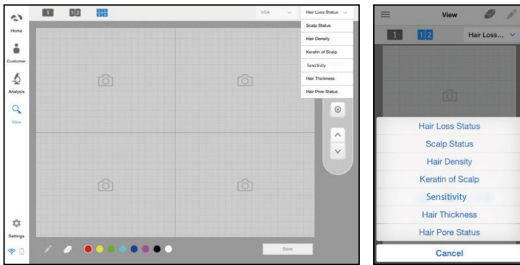 1
1 2
Hair Loss Status
Home
Scalp Status
Hair Density
Customer
Keratin of Scalp
Sensitivity
Hair Thickness
Analysis
Hair Pore Status
View
Settings
Save
View
1
1 2
Hair Loss...
Hair Loss Status
Scalp Status
Hair Density
Keratin of Scalp
Sensitivity
Hair Thickness
Hair Pore Status
Cancel